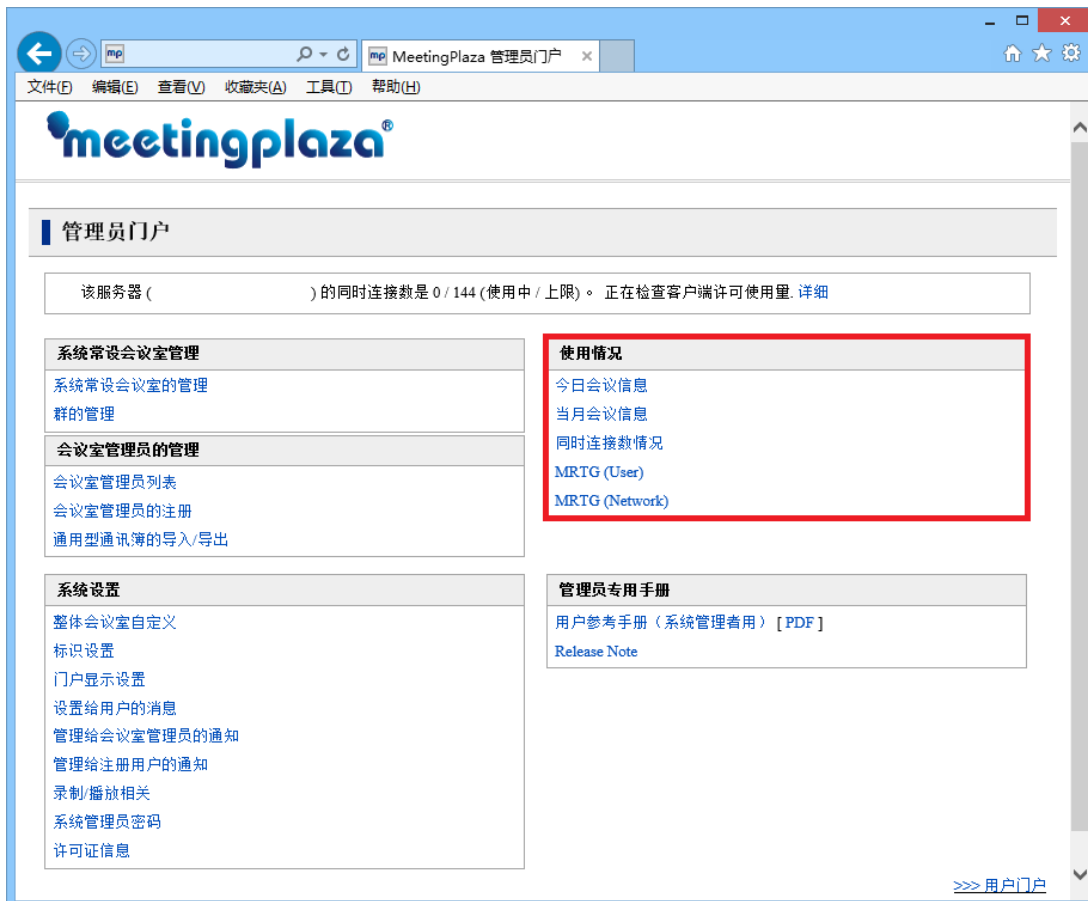 mp
mp MeetingPlaza 管理员门户
文件(F) 编辑(E) 查看(V) 收藏夹(A) 工具(T) 帮助(H)
meetingplaza®
管理员门户
该服务器 ( ) 的同时连接数是 0 / 144 (使用中 / 上限)。 正在检查客户端许可使用量. 详细
系统常设会议室管理
系统常设会议室的管理
群的管理
会议室管理员的管理
会议室管理员列表
会议室管理员的注册
通用型通讯簿的导入/导出
使用情况
今日会议信息
当月会议信息
同时连接数情况
MRTG (User)
MRTG (Network)
系统设置
整体会议室自定义
标识设置
门户显示设置
设置给用户的消息
管理给会议室管理员的通知
管理给注册用户的通知
录制/播放相关
系统管理员密码
许可证信息
管理员专用手册
用户参考手册（系统管理者用） [ PDF ]
Release Note
>>> 用户门户